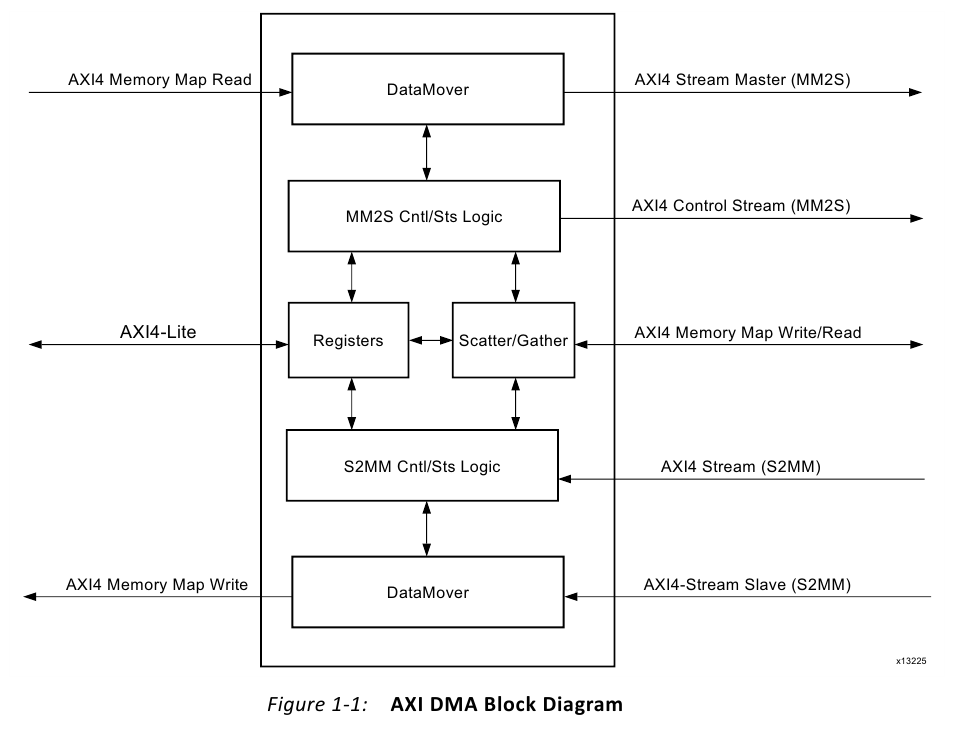 AXI4 Memory Map Read
DataMover
AXI4 Stream Master (MM2S)
MM2S Cntl/Sts Logic
AXI4 Control Stream (MM2S)
AXI4-Lite
Registers
Scatter/Gather
AXI4 Memory Map Write/Read
S2MM Cntl/Sts Logic
AXI4 Stream (S2MM)
AXI4 Memory Map Write
DataMover
AXI4-Stream Slave (S2MM)
x13225
Figure 1-1: AXI DMA Block Diagram